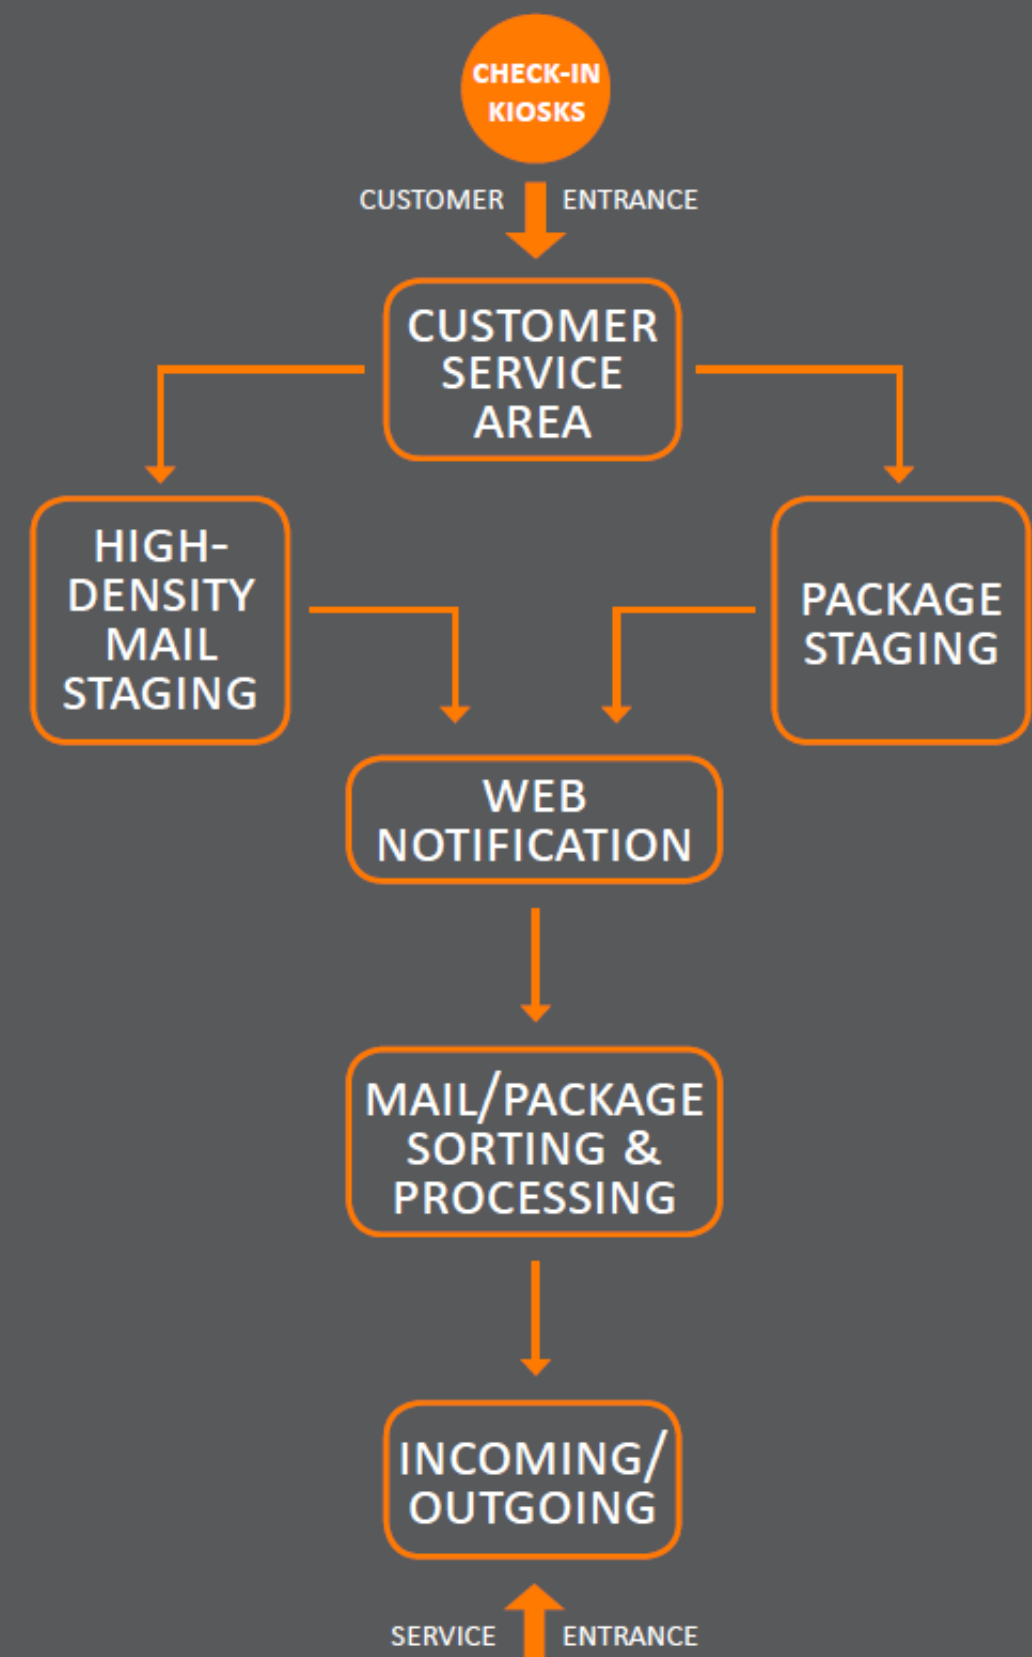 CHECK-IN
KIOSKS
CUSTOMER ENTRANCE
CUSTOMER
SERVICE
AREA
HIGH-
DENSITY
MAIL
STAGING
PACKAGE
STAGING
WEB
NOTIFICATION
MAIL/PACKAGE
SORTING &
PROCESSING
INCOMING/
OUTGOING
SERVICE ENTRANCE